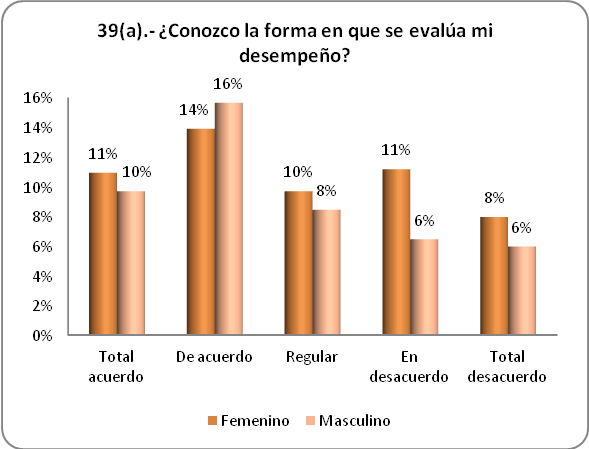 39(a).- ¿Conozco la forma en que se evalúa mi
desempeño?
16%
14%
12%
10%
8%
6%
4%
2%
0%
11%
10%
14%
16%
10%
8%
11%
6%
8%
6%
Total
acuerdo
De acuerdo
Regular
En
desacuerdo
Total
desacuerdo
Femenino
Masculino